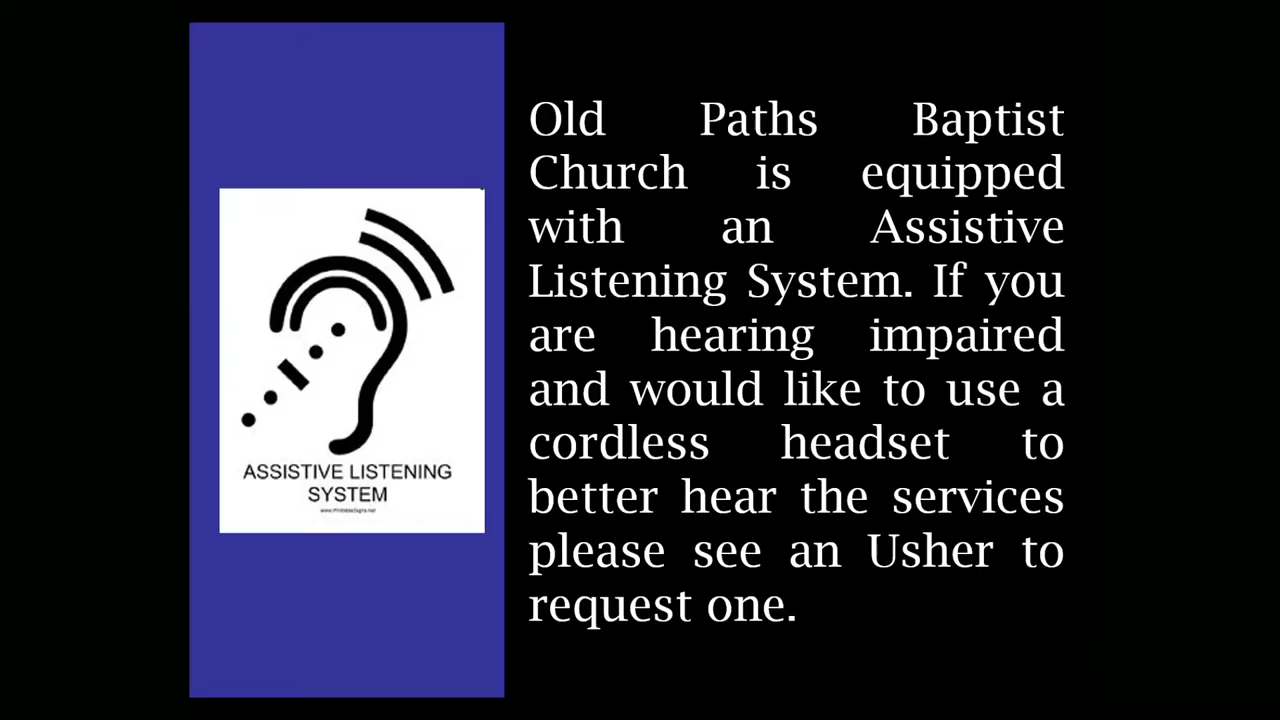 Old Paths Baptist
Church is equipped
with an Assistive
Listening System. If you
are hearing impaired
and would like to use a
cordless headset to
better hear the services
please see an Usher to
request one.
ASSISTIVE LISTENING
SYSTEM